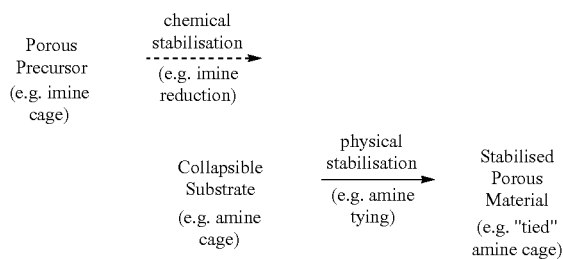 Porous
Precursor
(e.g. imine
cage)
chemical
stabilisation
(e.g. imine
reduction)
Collapsible
Substrate
(e.g. amine
cage)
physical
stabilisation
(e.g. amine
tying)
Stabilised
Porous
Material
(e.g. "tied"
amine cage)